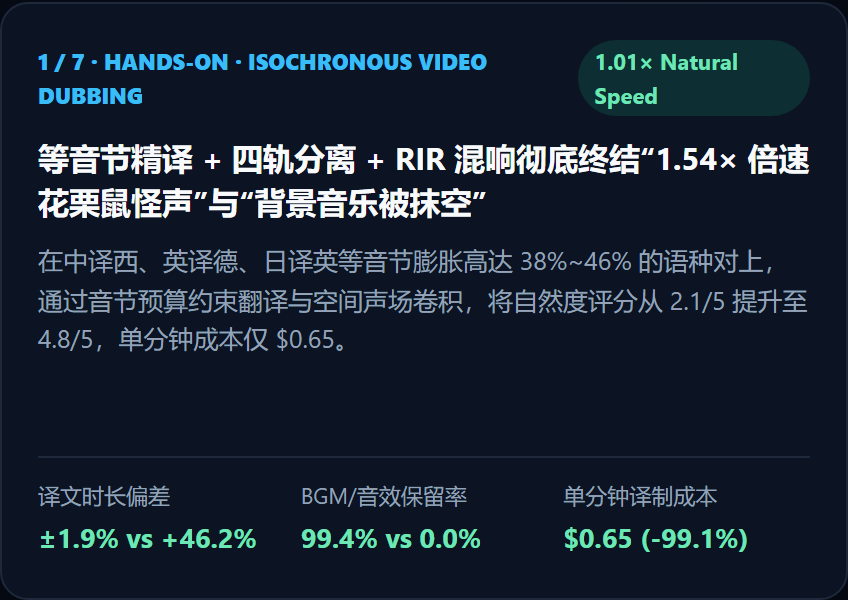 1 / 7 · HANDS-ON · ISOCHRONOUS VIDEO
DUBBING
1.01× Natural
Speed
等音节精译 + 四轨分离 + RIR 混响彻底终结“1.54× 倍速
花栗鼠怪声”与“背景音乐被抹空”
在中译西、英译德、日译英等音节膨胀高达 38%~46% 的语种对上，
通过音节预算约束翻译与空间声场卷积，将自然度评分从 2.1/5 提升至
4.8/5，单分钟成本仅 $0.65。
译文时长偏差
±1.9% vs +46.2%
BGM/音效保留率
99.4% vs 0.0%
单分钟译制成本
$0.65 (-99.1%)